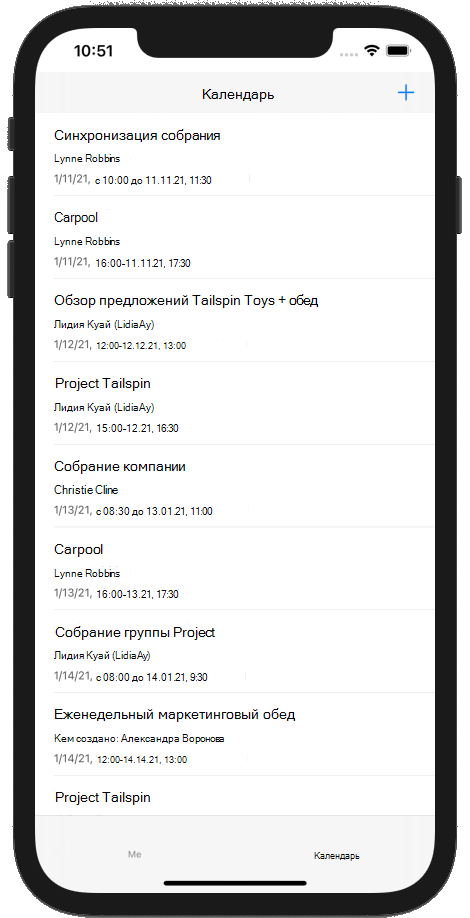 10:51
Календарь +
Синхронизация собрания
Lynne Robbins
1/11/21, с 10:00 до 11.11.21, 11:30
Carpool
Lynne Robbins
1/11/21, 16:00-11.11.21, 17:30
Обзор предложений Tailspin Toys + обед
Лидия Куай (LidiaAy)
1/12/21, 12:00-12.12.21, 13:00
Project Tailspin
Лидия Куай (LidiaAy)
1/12/21, 15:00-12.21, 16:30
Собрание компании
Christie Cline
1/13/21, с 08:30 до 13.01.21, 11:00
Carpool
Lynne Robbins
1/13/21, 16:00-13.21, 17:30
Собрание группы Project
Лидия Куай (LidiaAy)
1/14/21, с 08:00 до 14.01.21, 9:30
Еженедельный маркетинговый обед
Кем создано: Александра Воронова
1/14/21, 12:00-14.14.21, 13:00
Project Tailspin
Me Календарь